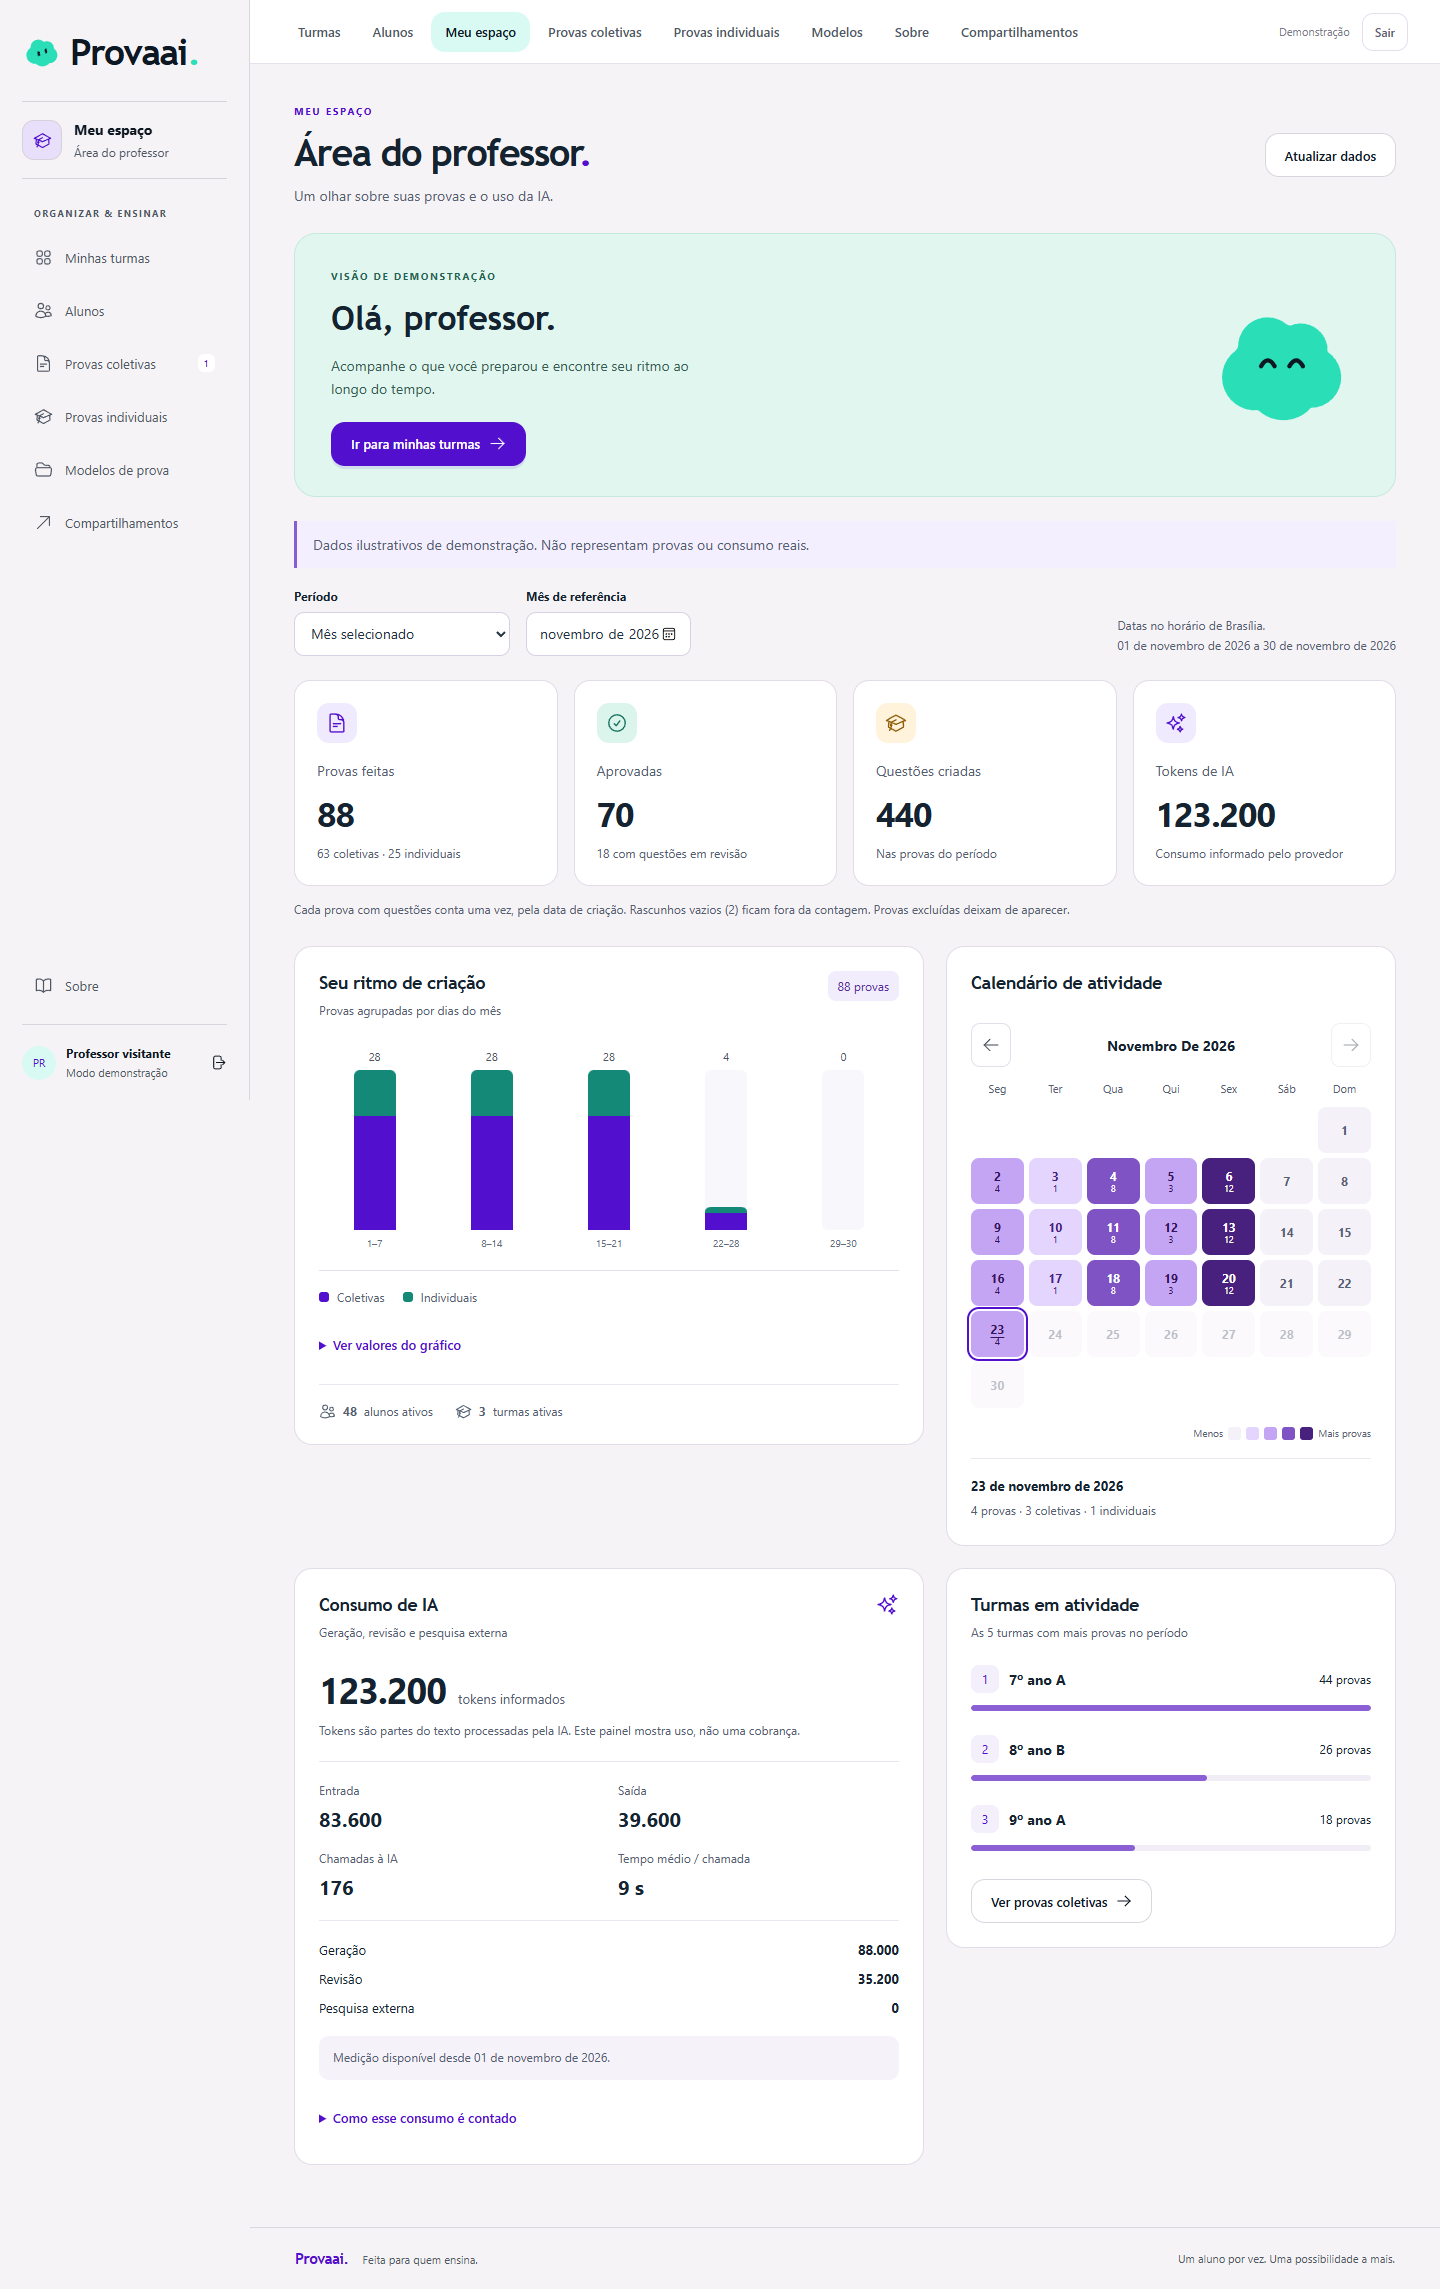 Provaai.
Meu espaço
Área do professor
ORGANIZAR & ENSINAR
Minhas turmas
Alunos
Provas coletivas 1
Provas individuais
Modelos de prova
Compartilhamentos
Sobre
PR
Professor visitante
Modo demonstração
Turmas Alunos Meu espaço Provas coletivas Provas individuais Modelos Sobre Compartilhamentos Demonstração Sair
MEU ESPAÇO
Área do professor.
Um olhar sobre suas provas e o uso da IA.
Atualizar dados
VISÃO DE DEMONSTRAÇÃO
Olá, professor.
Acompanhe o que você preparou e encontre seu ritmo ao
longo do tempo.
Ir para minhas turmas
Dados ilustrativos de demonstração. Não representam provas ou consumo reais.
Período
Mês selecionado
Mês de referência
novembro de 2026
Datas no horário de Brasília.
01 de novembro de 2026 a 30 de novembro de 2026
Provas feitas
88
63 coletivas · 25 individuais
Aprovadas
70
18 com questões em revisão
Questões criadas
440
Nas provas do período
Tokens de IA
123.200
Consumo informado pelo provedor
Cada prova com questões conta uma vez, pela data de criação. Rascunhos vazios (2) ficam fora da contagem. Provas excluídas deixam de aparecer.
Seu ritmo de criação
Provas agrupadas por dias do mês
88 provas
28 28 28 4 0
1–7 8–14 15–21 22–28 29–30
Coletivas Individuais
Ver valores do gráfico
48 alunos ativos 3 turmas ativas
Calendário de atividade
Novembro De 2026
Seg Ter Qua Qui Sex Sáb Dom
1
2 3 4 5 6 7 8
4 1 8 3 12
9 10 11 12 13 14 15
4 1 8 3 12
16 17 18 19 20 21 22
4 1 8 3 12
23 24 25 26 27 28 29
4
30
Menos Mais provas
23 de novembro de 2026
4 provas · 3 coletivas · 1 individuais
Consumo de IA
Geração, revisão e pesquisa externa
123.200 tokens informados
Tokens são partes do texto processadas pela IA. Este painel mostra uso, não uma cobrança.
Entrada Saída
83.600 39.600
Chamadas à IA Tempo médio / chamada
176 9 s
Geração 88.000
Revisão 35.200
Pesquisa externa 0
Medição disponível desde 01 de novembro de 2026.
Como esse consumo é contado
Turmas em atividade
As 5 turmas com mais provas no período
1 7º ano A 44 provas
2 8º ano B 26 provas
3 9º ano A 18 provas
Ver provas coletivas
Provaai. Feita para quem ensina.
Um aluno por vez. Uma possibilidade a mais.